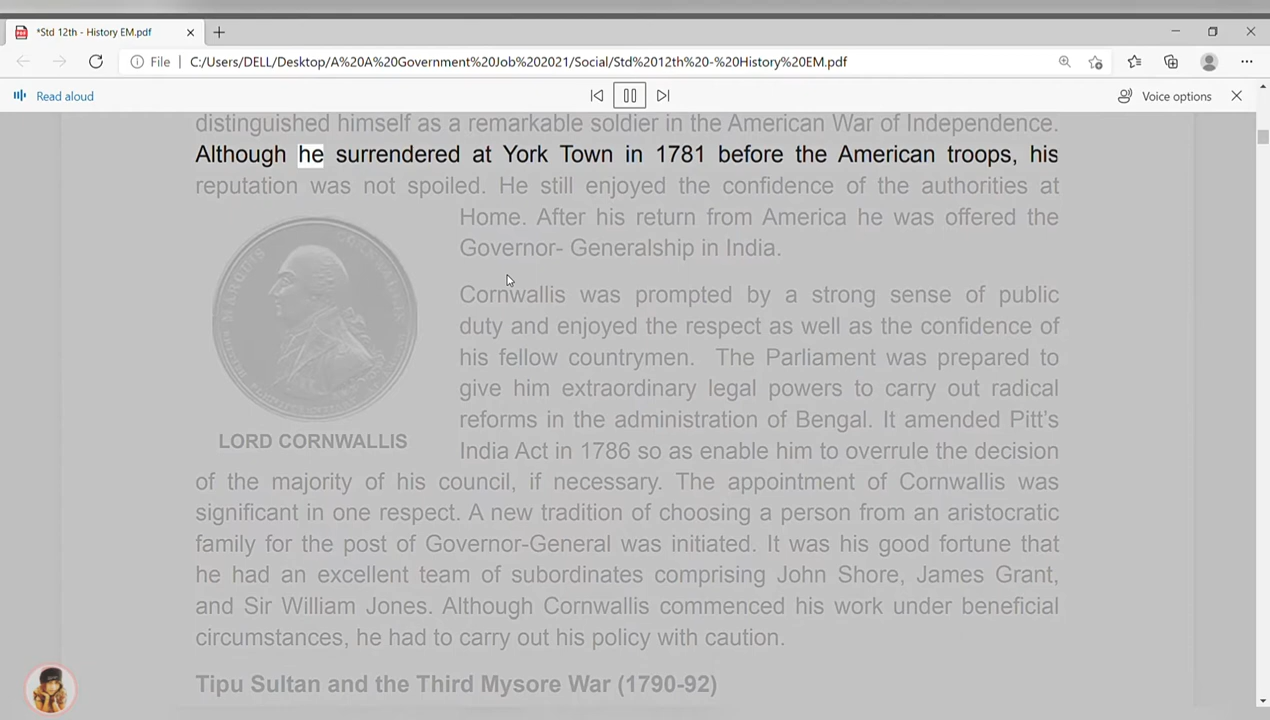 *Std 12th - History EM.pdf
File
C:/Users/DELL/Desktop/A%20A%20Government%20Job%202021/Social/Std%2012th%20-%20History%20EM.pdf
Read aloud
Voice options
distinguished himself as a remarkable soldier in the American War of Independence.
Although he surrendered at York Town in 1781 before the American troops, his
reputation was not spoiled. He still enjoyed the confidence of the authorities at
Home. After his return from America he was offered the
Governor- Generalship in India.
Cornwallis was prompted by a strong sense of public
duty and enjoyed the respect as well as the confidence of
his fellow countrymen. The Parliament was prepared to
give him extraordinary legal powers to carry out radical
reforms in the administration of Bengal. It amended Pitt's
India Act in 1786 so as enable him to overrule the decision
MARQUIS CORNWALLIS
LORD CORNWALLIS
of the majority of his council, if necessary. The appointment of Cornwallis was
significant in one respect. A new tradition of choosing a person from an aristocratic
family for the post of Governor-General was initiated. It was his good fortune that
he had an excellent team of subordinates comprising John Shore, James Grant,
and Sir William Jones. Although Cornwallis commenced his work under beneficial
circumstances, he had to carry out his policy with caution.
Tipu Sultan and the Third Mysore War (1790-92)